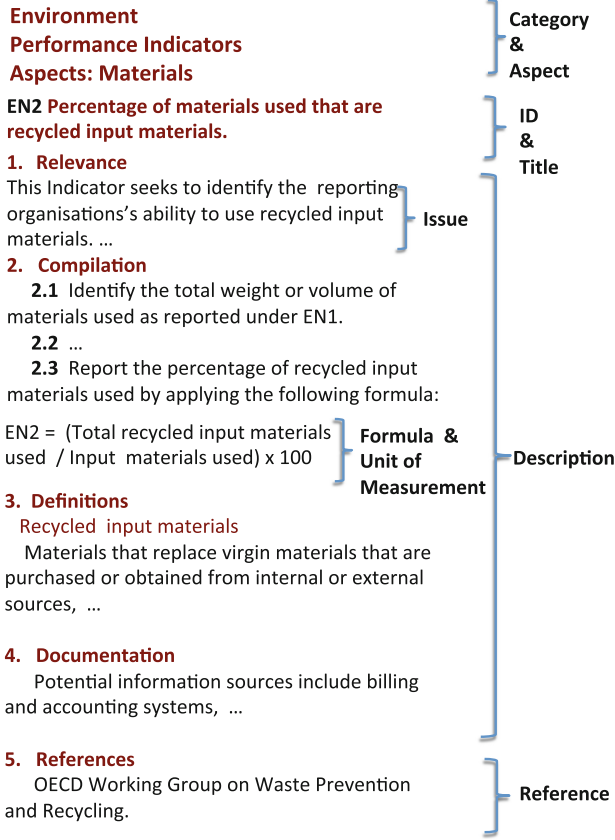 Environment
Performance Indicators
Aspects: Materials
Category
&
Aspect
EN2 Percentage of materials used that are
recycled input materials.
ID
&
Title
1. Relevance
This Indicator seeks to identify the reporting
organisations's ability to use recycled input
materials. ...
Issue
2. Compilation
2.1 Identify the total weight or volume of
materials used as reported under EN1.
2.2 ...
2.3 Report the percentage of recycled input
materials used by applying the following formula:
EN2 = (Total recycled input materials
used / Input materials used) x 100
Formula &
Unit of
Measurement
Description
3. Definitions
Recycled input materials
Materials that replace virgin materials that are
purchased or obtained from internal or external
sources, ...
4. Documentation
Potential information sources include billing
and accounting systems, ...
5. References
OECD Working Group on Waste Prevention
and Recycling.
Reference